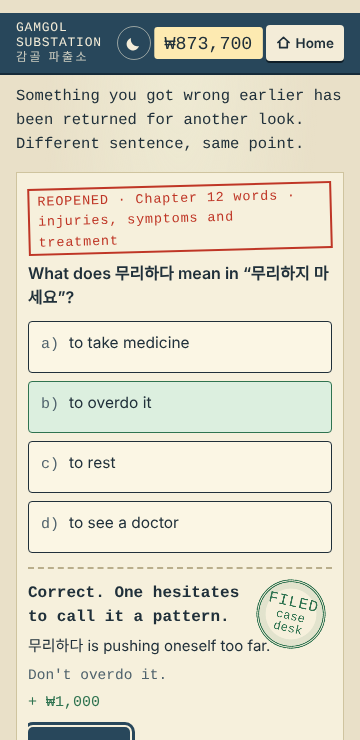 GAMGOL
SUBSTATION
감골 파출소
₩873,700
Home
Something you got wrong earlier has
been returned for another look.
Different sentence, same point.
REOPENED · Chapter 12 words ·
injuries, symptoms and
treatment
What does 무리하다 mean in “무리하지 마
세요”?
a) to take medicine
b) to overdo it
c) to rest
d) to see a doctor
Correct. One hesitates
to call it a pattern.
FILED
case
desk
무리하다 is pushing oneself too far.
Don't overdo it.
+ ₩1,000